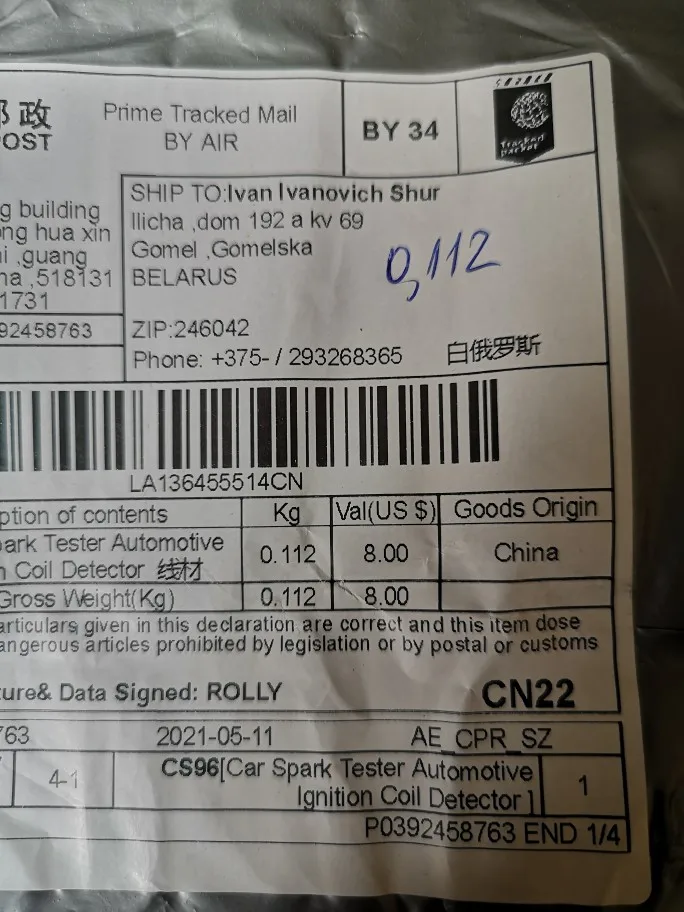 邮政
POST
Prime Tracked Mail
BY AIR
BY 34
Tracked
Packet
g building
ng hua xin
i ,guang
na ,518131
1731
92458763
SHIP TO:Ivan Ivanovich Shur
Ilicha ,dom 192 a kv 69
Gomel ,Gomelska
BELARUS
0,112
ZIP:246042
Phone: +375- / 293268365
白俄罗斯
LA136455514CN
ption of contents Kg Val(US $) Goods Origin
ark Tester Automotive
n Coil Detector 线材 0.112 8.00 China
Gross Weight(Kg) 0.112 8.00
articulars given in this declaration are correct and this item dose
angerous articles prohibited by legislation or by postal or customs
ture& Data Signed: ROLLY CN22
763 2021-05-11 AE_CPR_SZ
4-1 CS96[Car Spark Tester Automotive
Ignition Coil Detector ] 1
P0392458763 END 1/4